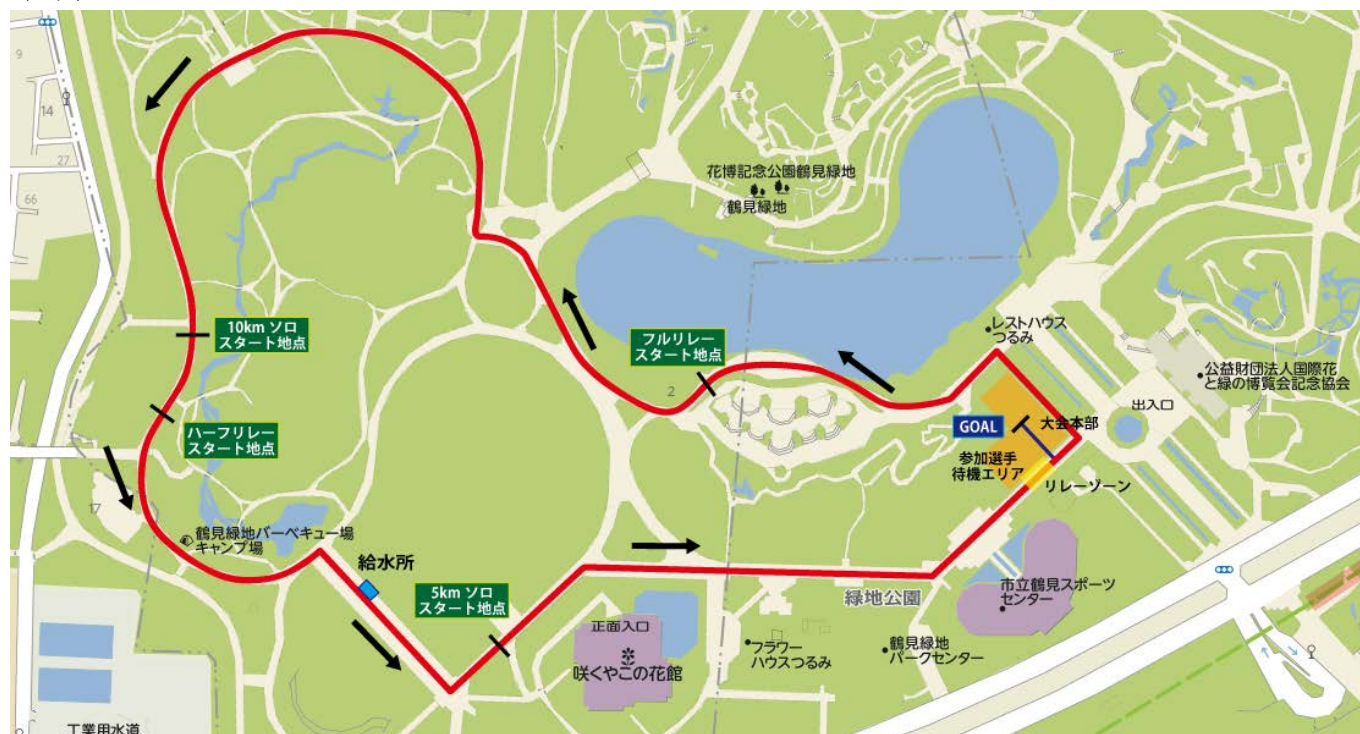 9
14
27
66
花博記念公園鶴見緑地
鶴見緑地
10km ソロ
スタート地点
フルリレー
スタート地点
レストハウス
つるみ
公益財団法人国際花
と緑の博覧会記念協会
2
出入口
ハーフリレー
スタート地点
GOAL
大会本部
参加選手
待機エリア
リレーゾーン
17
鶴見緑地バーベキュー場
キャンプ場
給水所
5km ソロ
スタート地点
緑地公園
市立鶴見スポーツ
センター
正面入口
咲くやこの花館
フラワー
ハウスつるみ
鶴見緑地
パークセンター
工業用水道